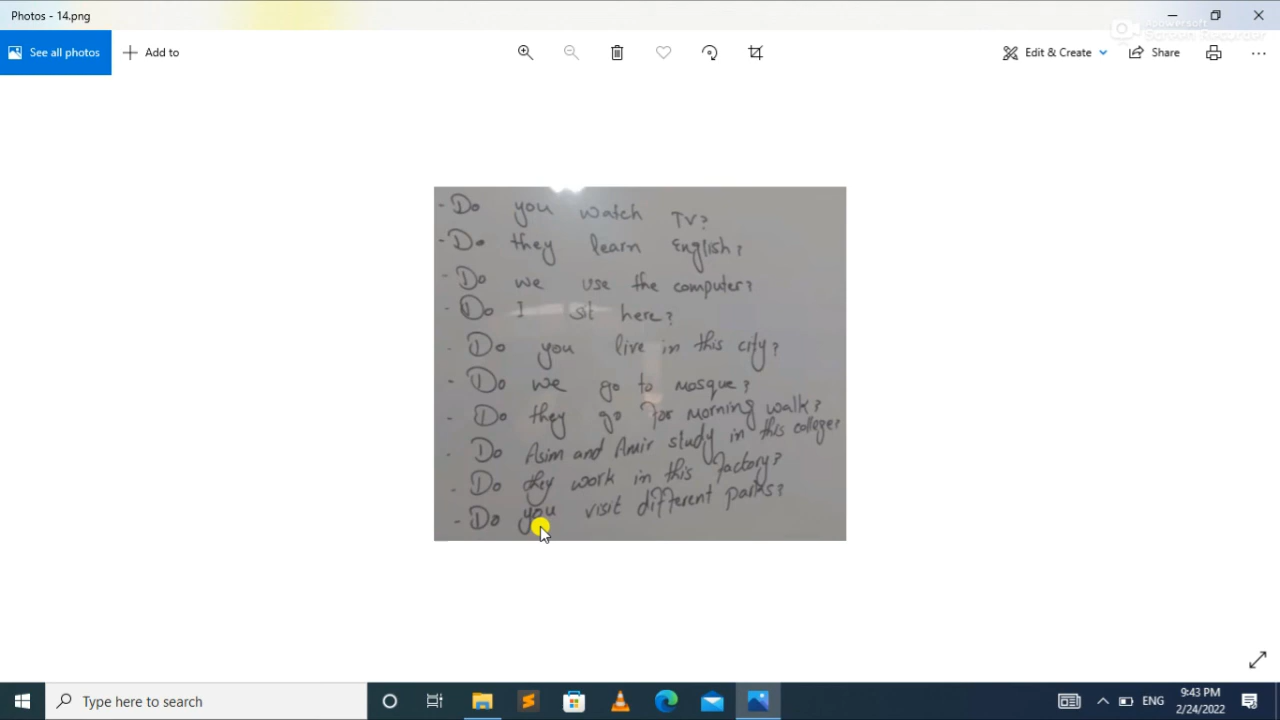 Photos - 14.png
Apowersoft
Screen Recorder
See all photos
Add to
Edit & Create
Share
- Do you watch TV?
- Do they learn English?
- Do we use the computer?
- Do I sit here?
- Do you live in this city?
- Do we go to mosque?
- Do they go for morning walk?
- Do Asim and Amir study in this college?
- Do they work in this factory?
- Do you visit different parks?
Type here to search
ENG
9:43 PM
2/24/2022